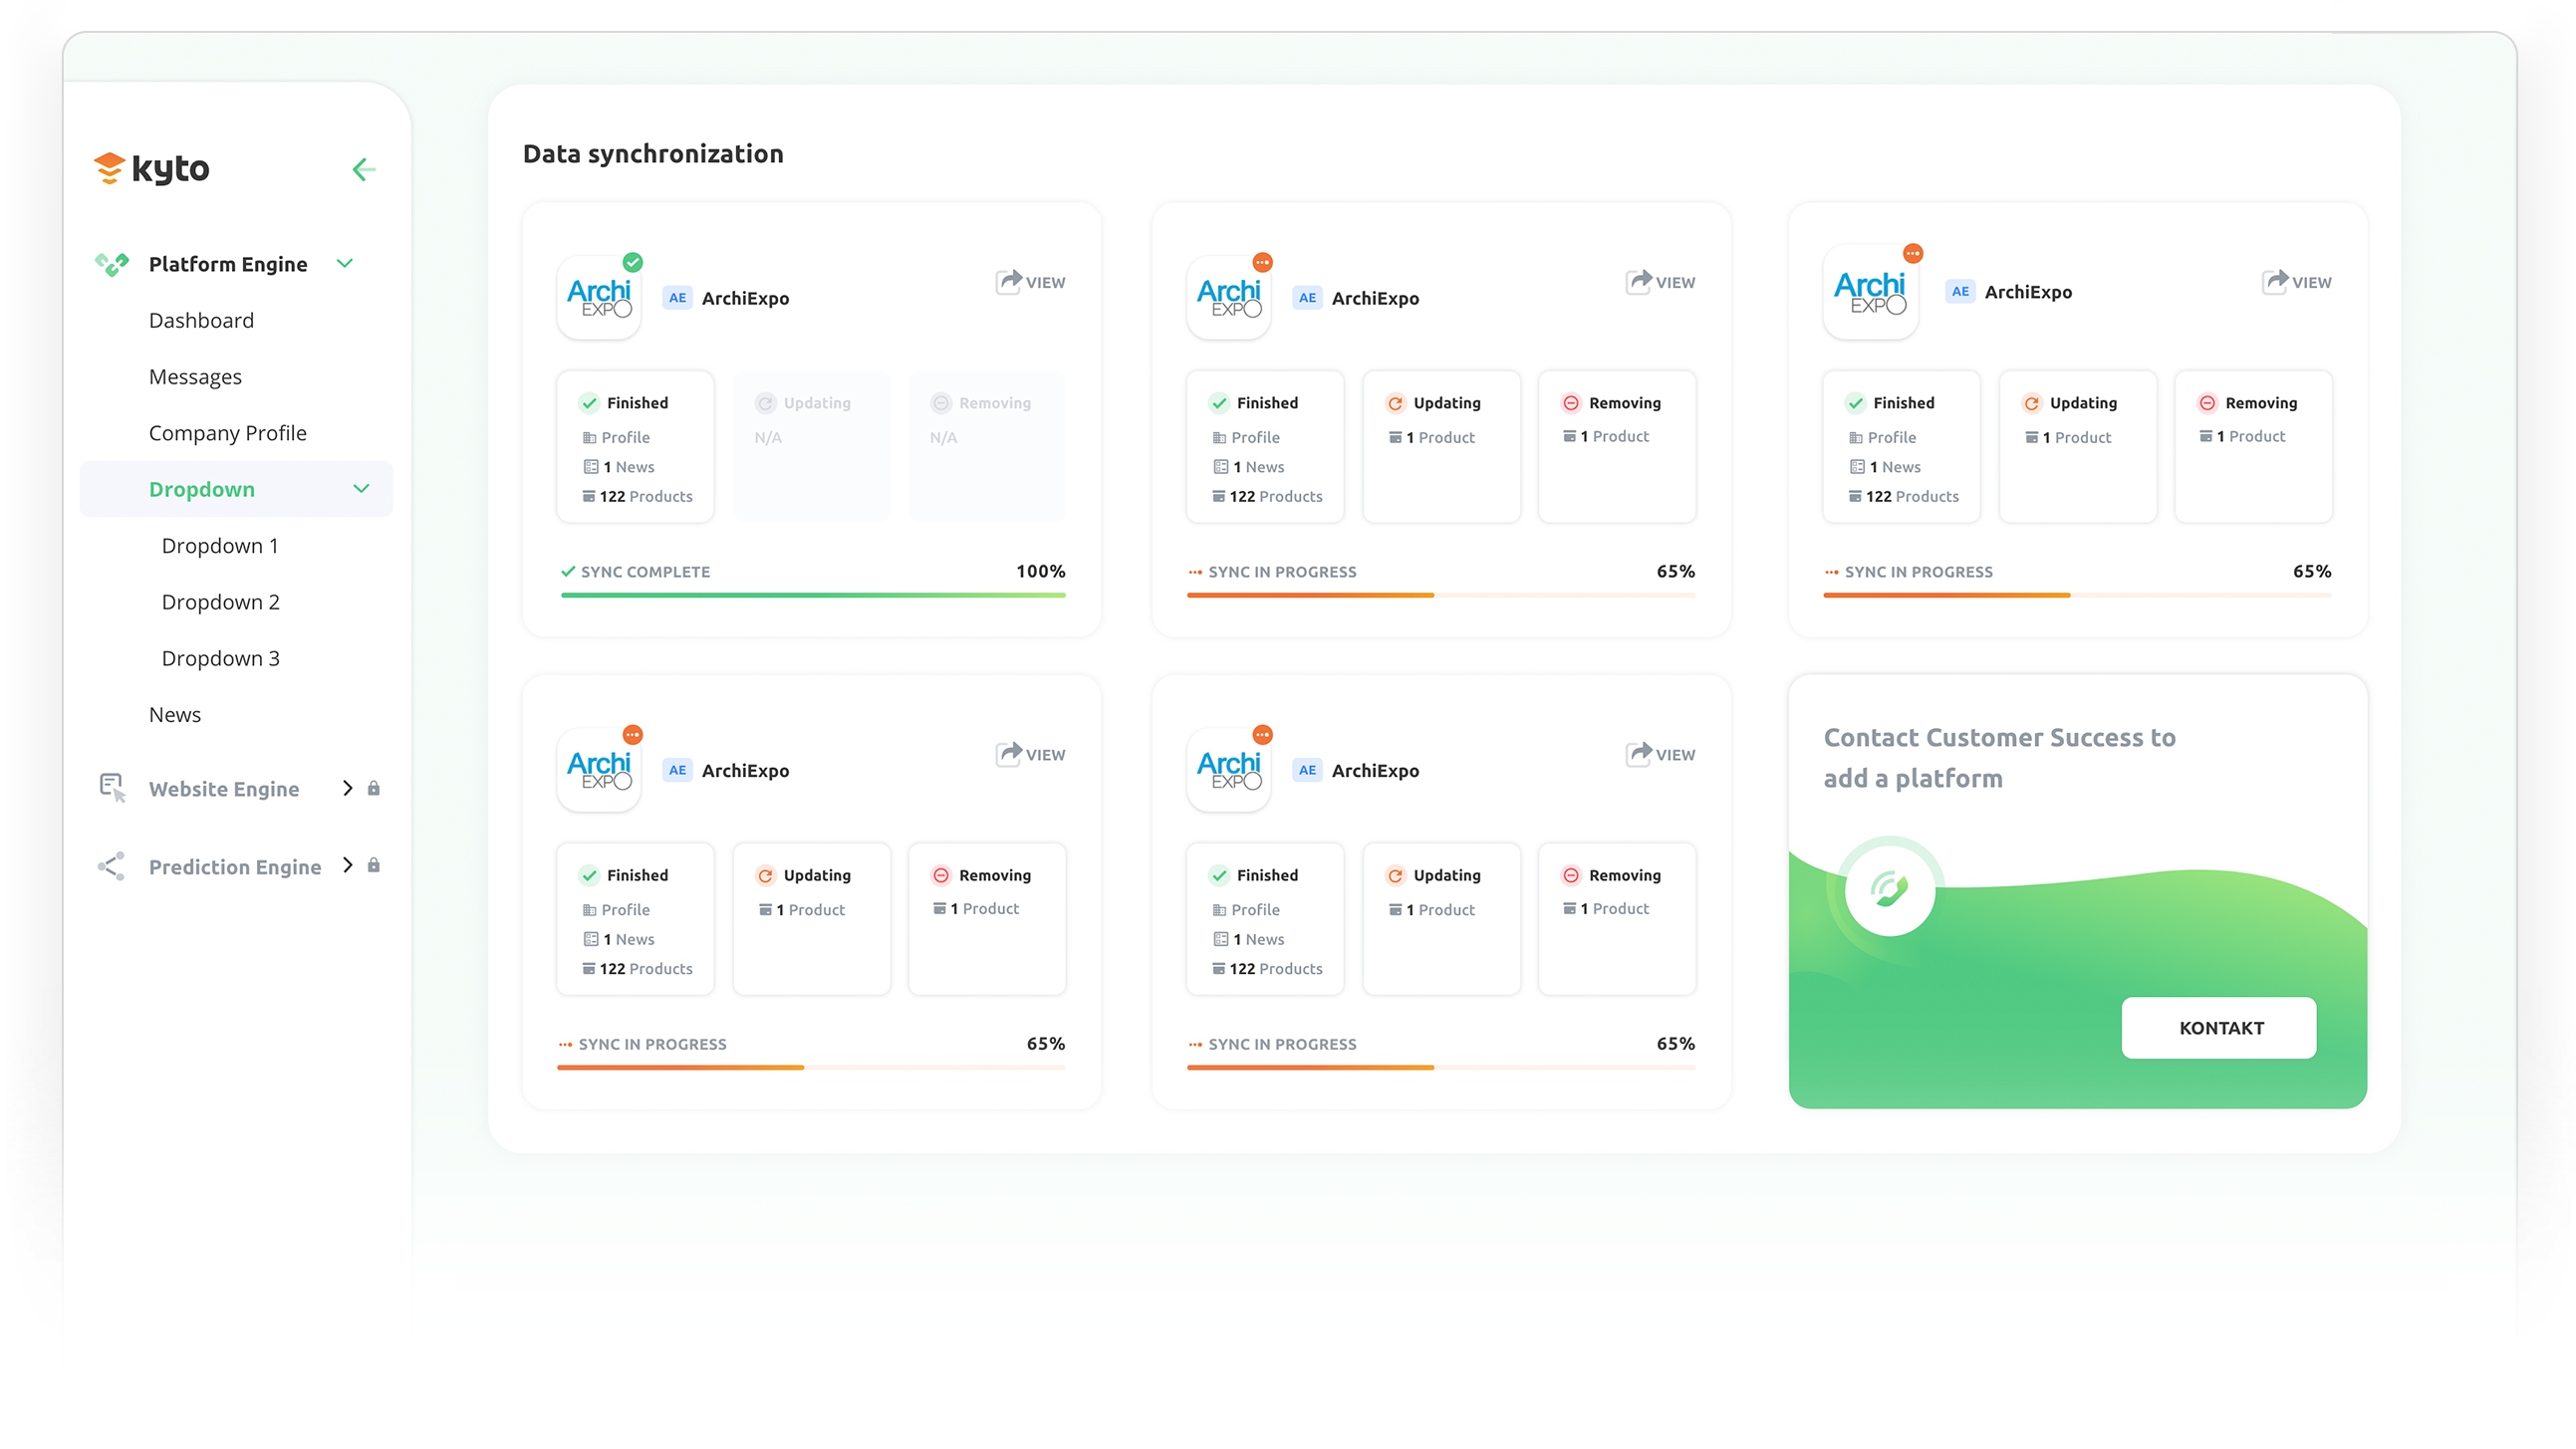 kyto
Platform Engine
Dashboard
Messages
Company Profile
Dropdown
Dropdown 1
Dropdown 2
Dropdown 3
News
Website Engine
Prediction Engine
Data synchronization
Archi
EXPO
AE ArchiExpo
VIEW
Finished
Profile
1 News
122 Products
Updating
N/A
Removing
N/A
SYNC COMPLETE 100%
Archi
EXPO
AE ArchiExpo
VIEW
Finished
Profile
1 News
122 Products
Updating
1 Product
Removing
1 Product
SYNC IN PROGRESS 65%
Archi
EXPO
AE ArchiExpo
VIEW
Finished
Profile
1 News
122 Products
Updating
1 Product
Removing
1 Product
SYNC IN PROGRESS 65%
Archi
EXPO
AE ArchiExpo
VIEW
Finished
Profile
1 News
122 Products
Updating
1 Product
Removing
1 Product
SYNC IN PROGRESS 65%
Archi
EXPO
AE ArchiExpo
VIEW
Finished
Profile
1 News
122 Products
Updating
1 Product
Removing
1 Product
SYNC IN PROGRESS 65%
Contact Customer Success to
add a platform
KONTAKT